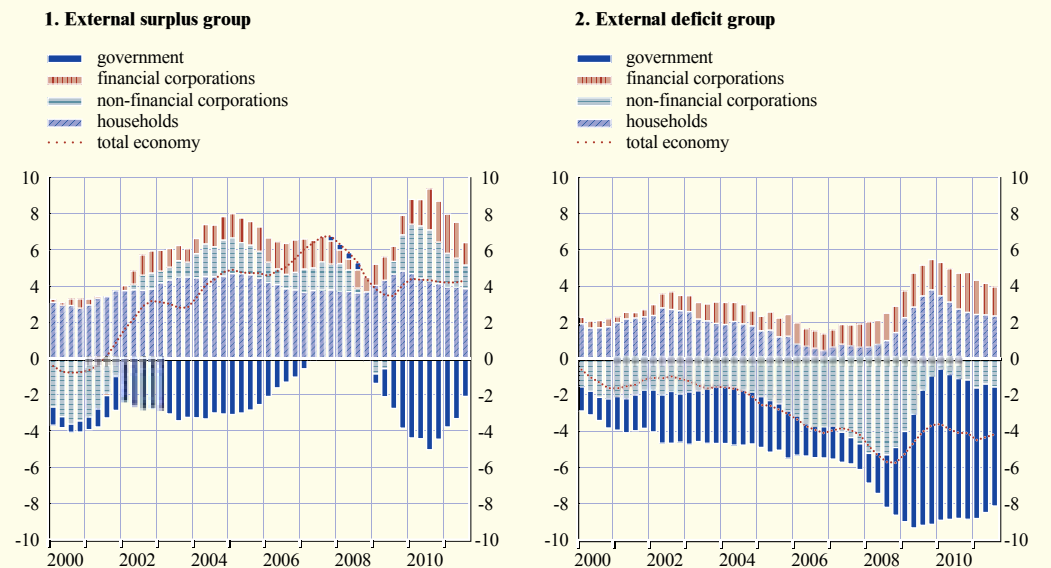 1. External surplus group
government
financial corporations
non-financial corporations
households
total economy
10 10
8 8
6 6
4 4
2 2
0 0
-2 -2
-4 -4
-6 -6
-8 -8
-10 -10
2000 2002 2004 2006 2008 2010
2. External deficit group
government
financial corporations
non-financial corporations
households
total economy
10 10
8 8
6 6
4 4
2 2
0 0
-2 -2
-4 -4
-6 -6
-8 -8
-10 -10
2000 2002 2004 2006 2008 2010